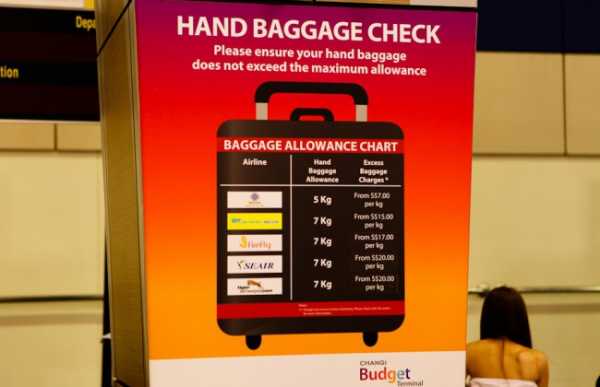 Depa
tion
HAND BAGGAGE CHECK
Please ensure your hand baggage
does not exceed the maximum allowance
BAGGAGE ALLOWANCE CHART
Airline
Hand
Baggage
Allowance
Excess
Baggage
Charges *
5 Kg
From S$7.00
per kg
7 Kg
From S$15.00
per kg
firefly
7 Kg
From S$17.00
per kg
SEAIR
7 Kg
From S$20.00
per kg
7 Kg
From S$20.00
per kg
CHANGI
Budget
Terminal